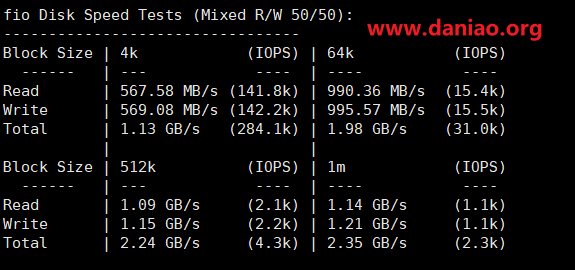 fio Disk Speed Tests (Mixed R/W 50/50):
www.daniao.org
---------------------------------
Block Size | 4k            (IOPS) | 64k           (IOPS)
  ------   | ---            ----  | ----           ----
Read       | 567.58 MB/s (141.8k) | 990.36 MB/s  (15.4k)
Write      | 569.08 MB/s (142.2k) | 995.57 MB/s  (15.5k)
Total      | 1.13 GB/s   (284.1k) | 1.98 GB/s    (31.0k)
           |                      |
Block Size | 512k          (IOPS) | 1m            (IOPS)
  ------   | ---            ----  | ----           ----
Read       | 1.09 GB/s     (2.1k) | 1.14 GB/s     (1.1k)
Write      | 1.15 GB/s     (2.2k) | 1.21 GB/s     (1.1k)
Total      | 2.24 GB/s     (4.3k) | 2.35 GB/s     (2.3k)